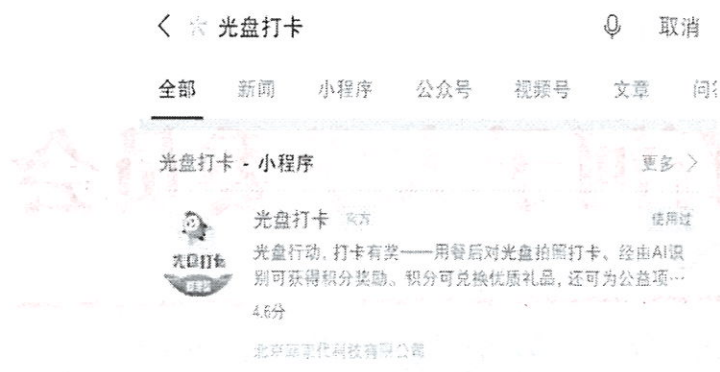 光盘打卡 取消
全部 新闻 小程序 公众号 视频号 文章
光盘打卡 - 小程序 更多
光盘打卡 官方 使用过
光盘行动，打卡有奖——用餐后对光盘拍照打卡、经由AI识
光盘打卡 别可获得积分奖励。积分可兑换优质礼品，还可为公益项…
4.6分